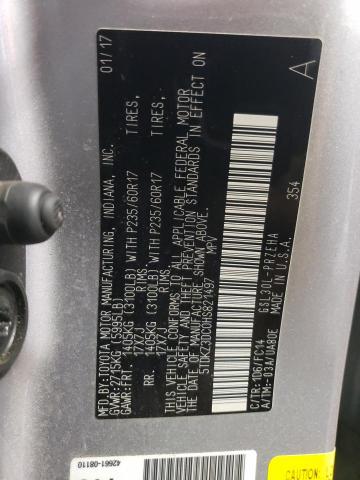 MFD. BY: TOYOTA MOTOR MANUFACTURING, INDIANA, INC. 01/17
GVWR: 2715KG (5995LB)
GAWR: FRT. 1405KG (3100LB) WITH P235/60R17 TIRES,
17X7J RIMS,
RR. 1405KG (3100LB) WITH P235/60R17 TIRES,
17X7J RIMS,
THIS VEHICLE CONFORMS TO ALL APPLICABLE FEDERAL MOTOR
VEHICLE SAFETY AND THEFT PREVENTION STANDARDS IN EFFECT ON
THE DATE OF MANUFACTURE SHOWN ABOVE.
5TDKZ3DC0HS821497 MPV
A
C/TR: 1D6/FC14 GSL30L-PRZEHA 354
A/TM: -03A/UA80E MADE IN U.S.A.
42661-08110